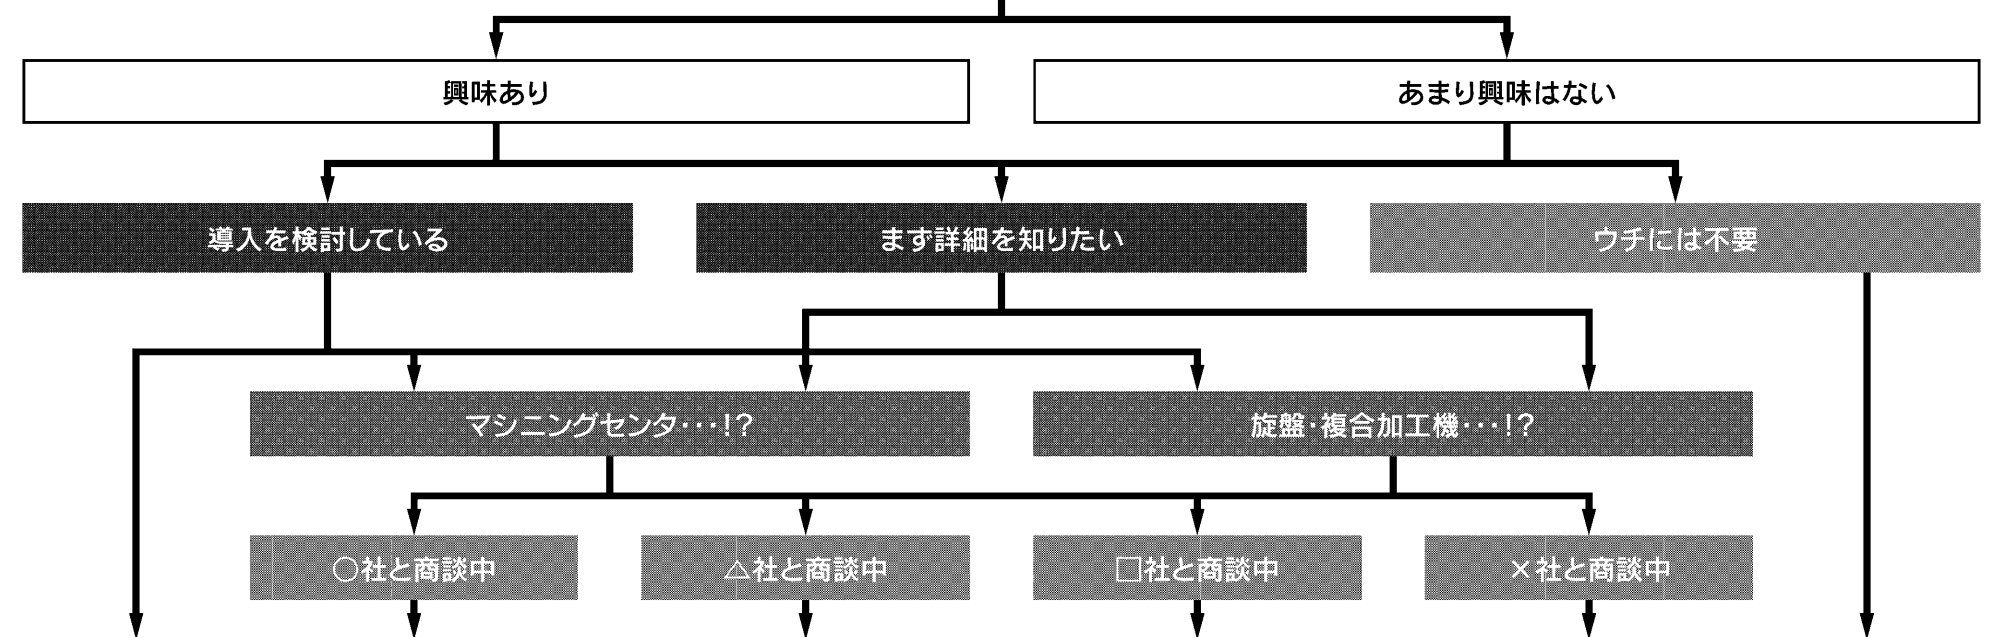 興味あり
あまり興味はない
導入を検討している
まず詳細を知りたい
ウチには不要
マシニングセンタ・・・!?
旋盤・複合加工機・・・!?
○社と商談中
△社と商談中
□社と商談中
×社と商談中